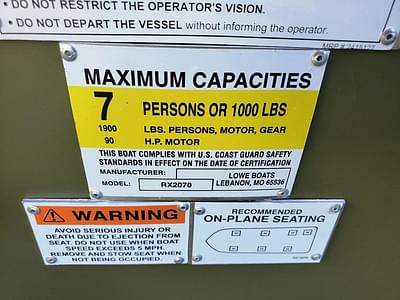 • DO NOT RESTRICT THE OPERATOR'S VISION.
• DO NOT DEPART THE VESSEL without informing the operator.
MRP # 2415127
MAXIMUM CAPACITIES
7 PERSONS OR 1000 LBS
1900 LBS. PERSONS, MOTOR, GEAR
90 H.P. MOTOR
THIS BOAT COMPLIES WITH U.S. COAST GUARD SAFETY
STANDARDS IN EFFECT ON THE DATE OF CERTIFICATION
MANUFACTURER: LOWE BOATS
MODEL: RX2070 LEBANON, MO 65536
WARNING
AVOID SERIOUS INJURY OR
DEATH DUE TO EJECTION FROM
SEAT. DO NOT USE WHEN BOAT
SPEED EXCEEDS 5 MPH.
REMOVE AND STOW SEAT WHEN
NOT BEING OCCUPIED.
RECOMMENDED
ON-PLANE SEATING